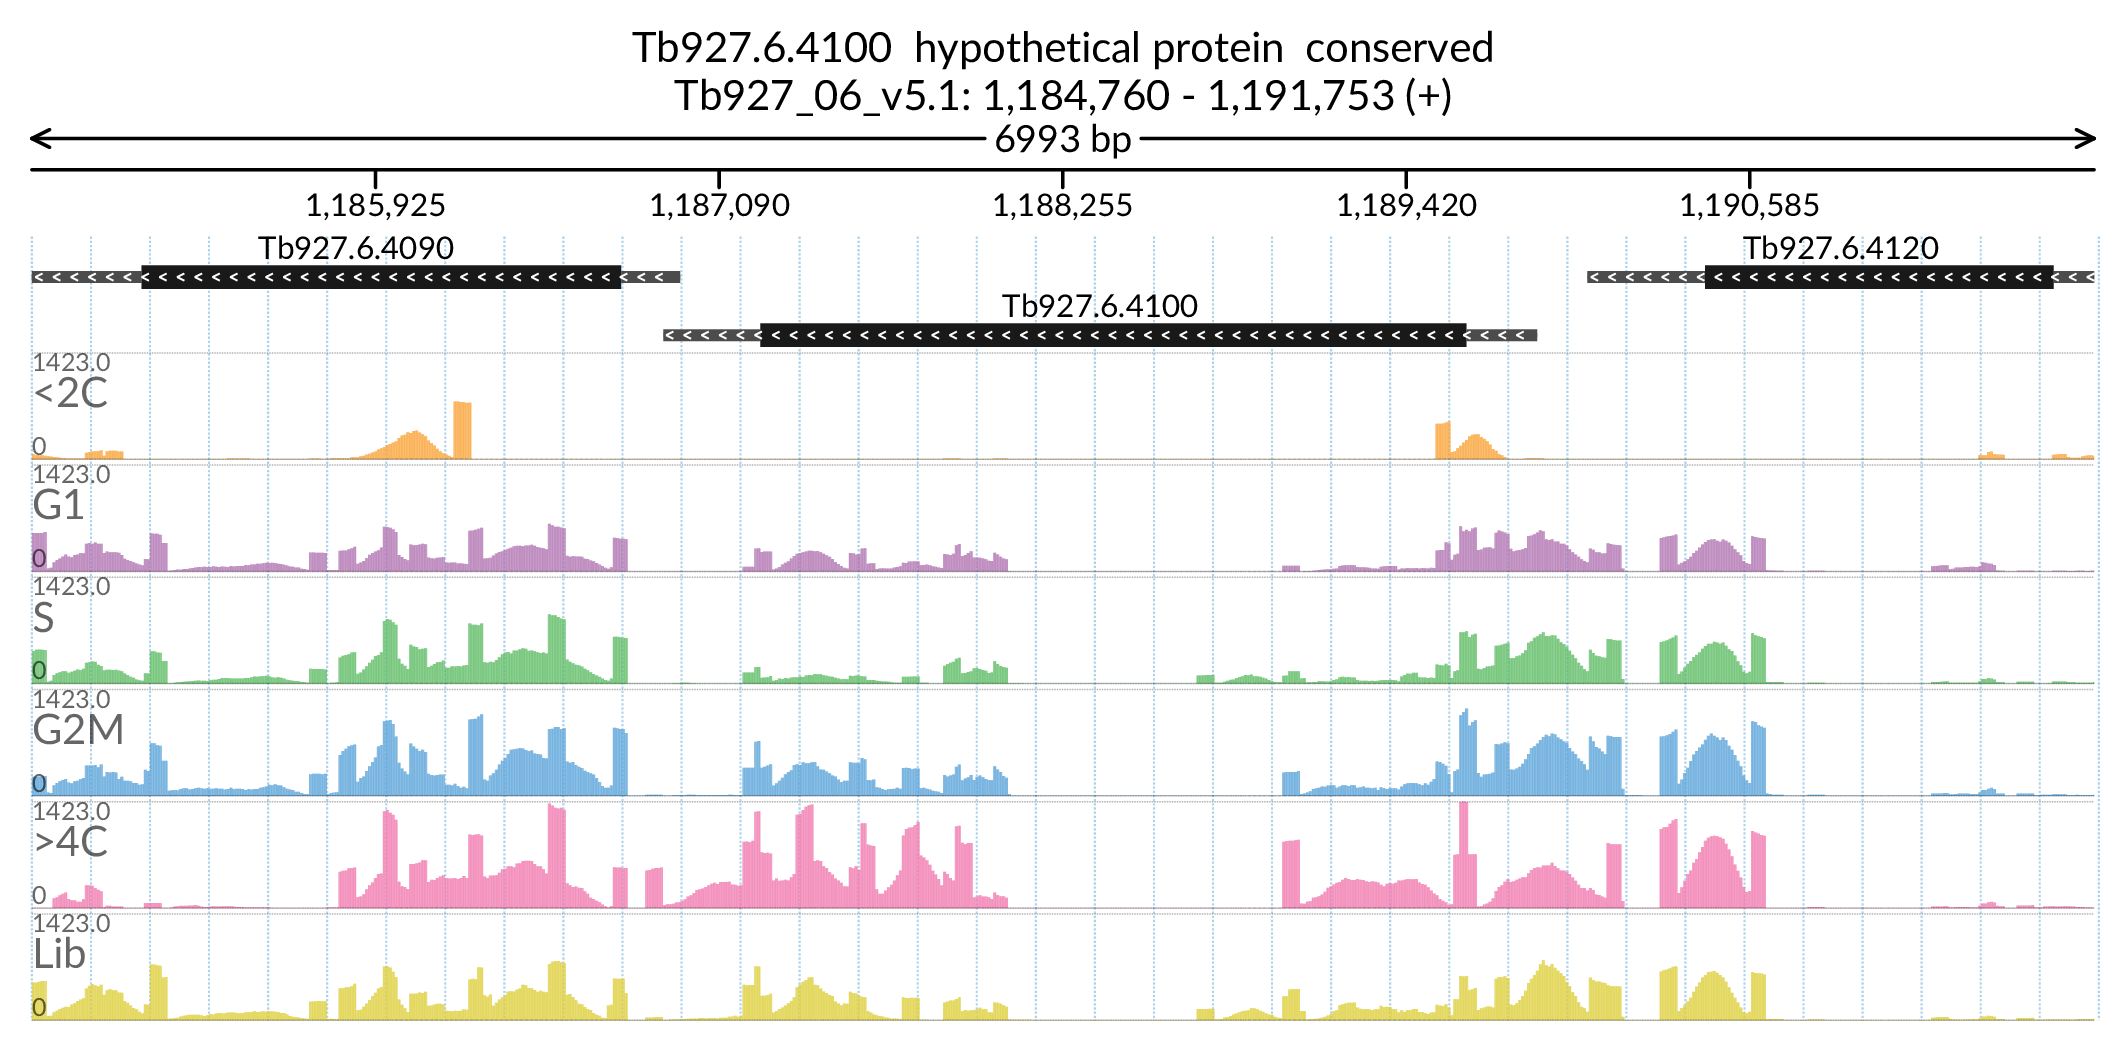 Tb927.6.4100 hypothetical protein conserved
Tb927_06_v5.1: 1,184,760 - 1,191,753 (+)
6993 bp
1,185,925 1,187,090 1,188,255 1,189,420 1,190,585
Tb927.6.4090 Tb927.6.4120
Tb927.6.4100
1423.0
<2C
0
1423.0
G1
0
1423.0
S
0
1423.0
G2M
0
1423.0
>4C
0
1423.0
Lib
0